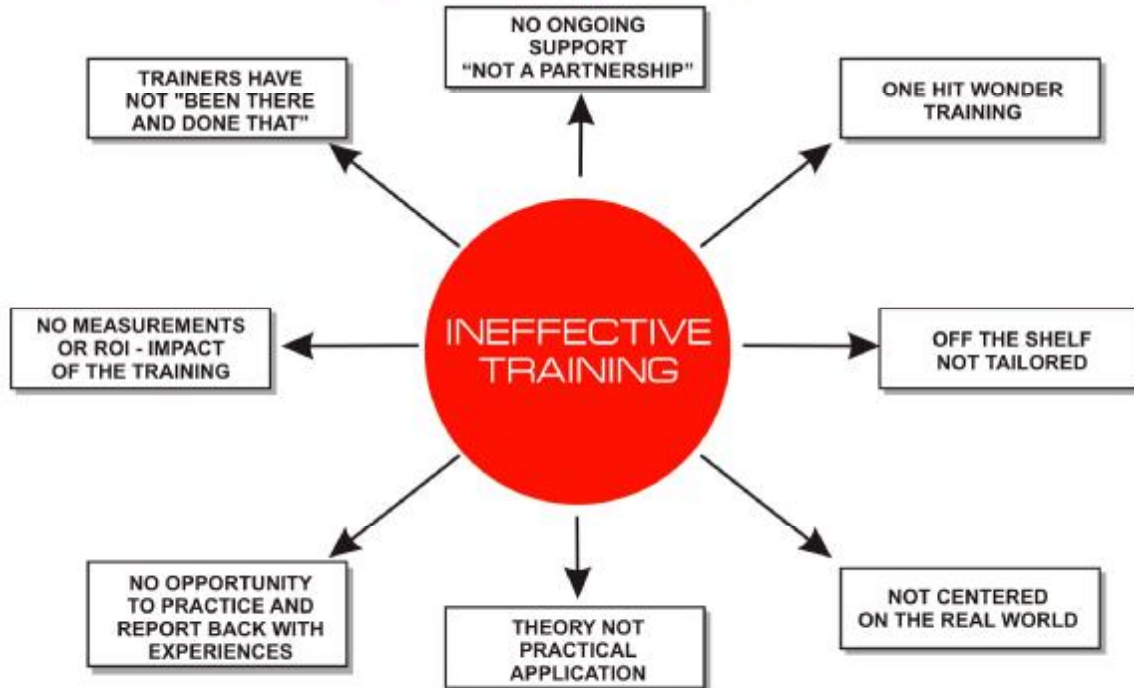 NO ONGOING
SUPPORT
“NOT A PARTNERSHIP”
TRAINERS HAVE
NOT "BEEN THERE
AND DONE THAT"
ONE HIT WONDER
TRAINING
INEFFECTIVE
TRAINING
NO MEASUREMENTS
OR ROI - IMPACT
OF THE TRAINING
OFF THE SHELF
NOT TAILORED
NO OPPORTUNITY
TO PRACTICE AND
REPORT BACK WITH
EXPERIENCES
THEORY NOT
PRACTICAL
APPLICATION
NOT CENTERED
ON THE REAL WORLD